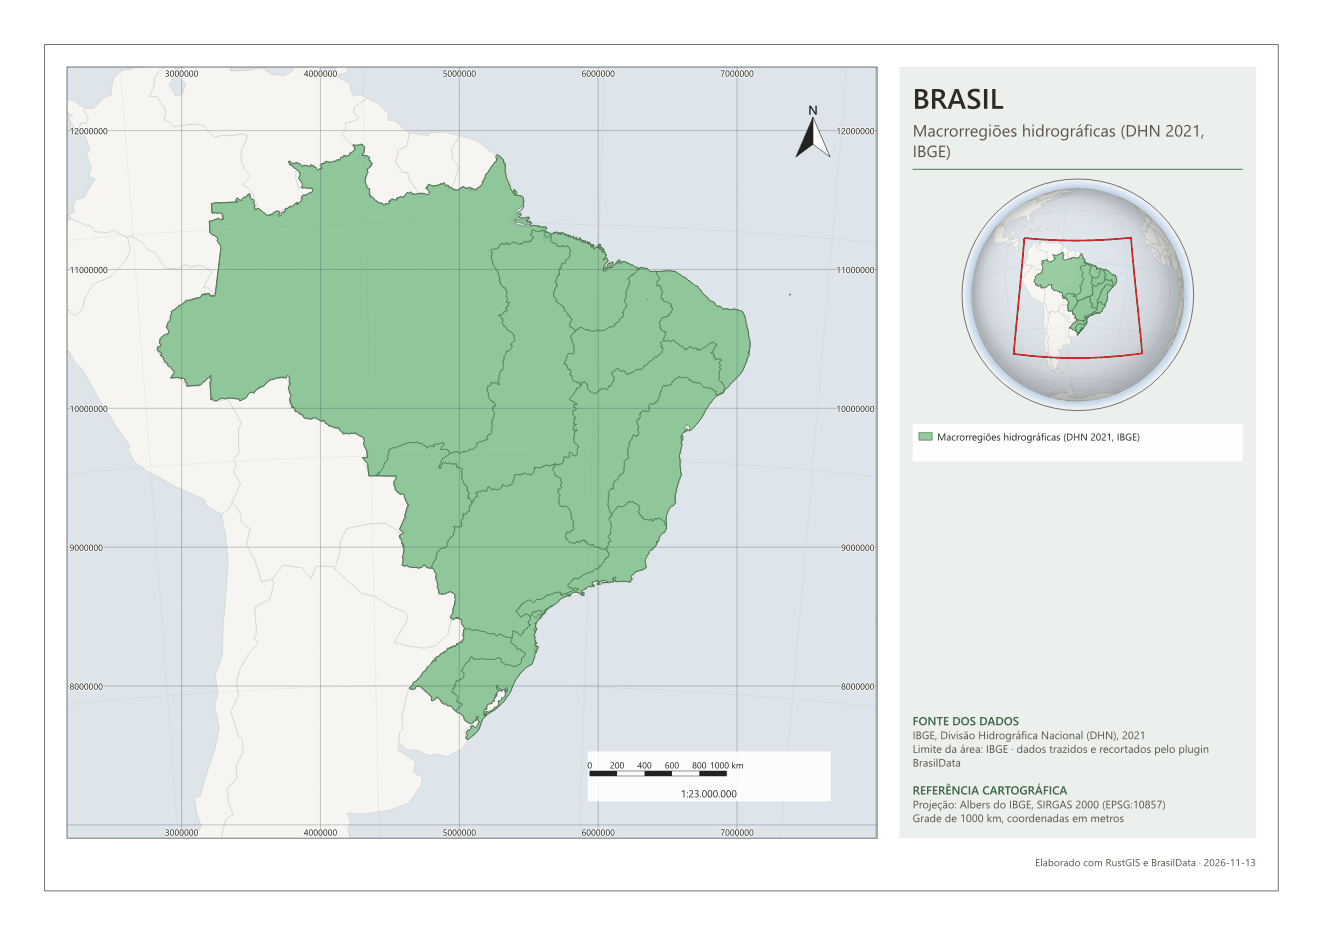 3000000 4000000 5000000 6000000 7000000
N
12000000 12000000
11000000 11000000
10000000 10000000
9000000 9000000
8000000 8000000
0 200 400 600 800 1000 km
1:23.000.000
3000000 4000000 5000000 6000000 7000000
BRASIL
Macrorregiões hidrográficas (DHN 2021,
IBGE)
Macrorregiões hidrográficas (DHN 2021, IBGE)
FONTE DOS DADOS
IBGE, Divisão Hidrográfica Nacional (DHN), 2021
Limite da área: IBGE · dados trazidos e recortados pelo plugin
BrasilData
REFERÊNCIA CARTOGRÁFICA
Projeção: Albers do IBGE, SIRGAS 2000 (EPSG:10857)
Grade de 1000 km, coordenadas em metros
Elaborado com RustGIS e BrasilData · 2026-11-13